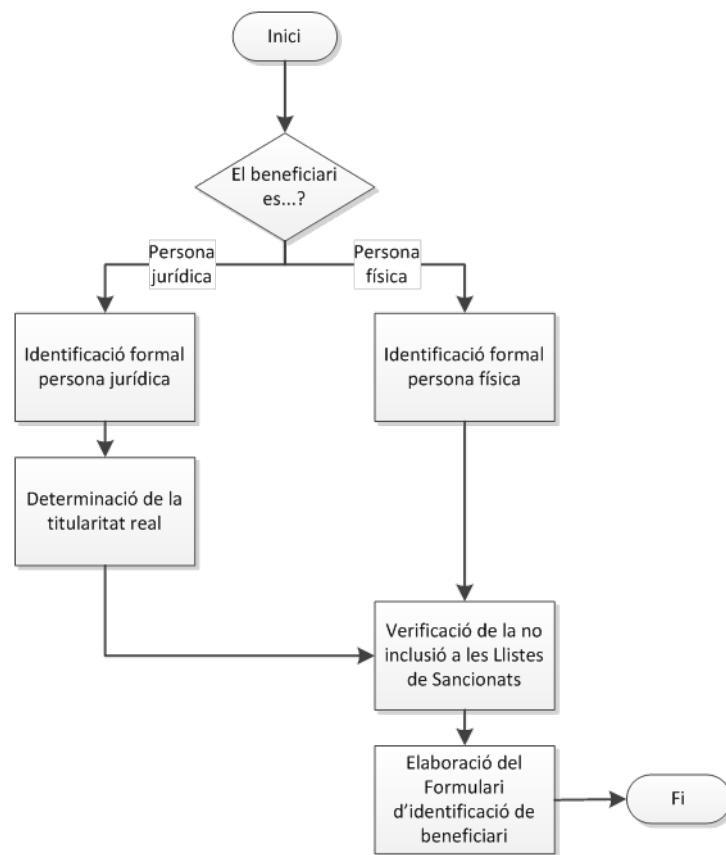 Inici
El beneficiari
es...?
Persona
jurídica
Persona
física
Identificació formal
persona jurídica
Identificació formal
persona física
Determinació de la
titularitat real
Verificació de la no
inclusió a les Llistes
de Sancionats
Elaboració del
Formulari
d’identificació de
beneficiari
Fi